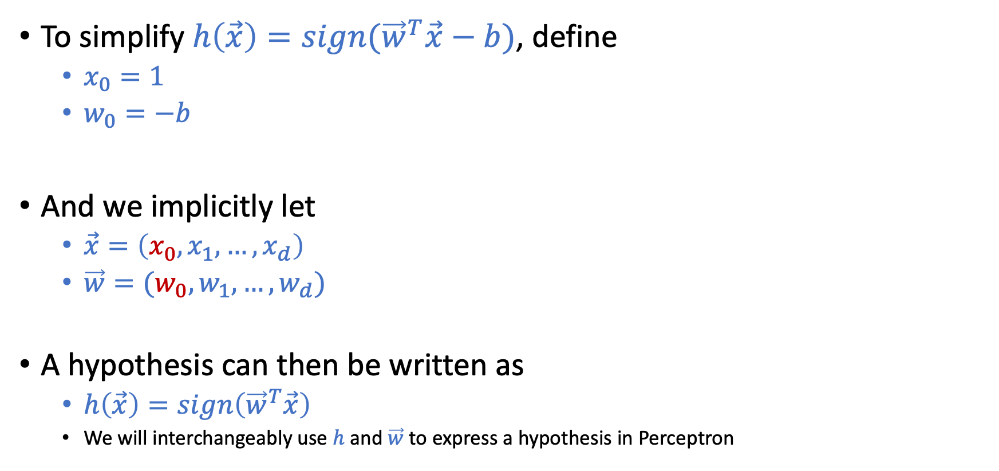 • To simplify $h(\vec{x}) = sign(\vec{w}^T\vec{x} - b)$, define
• $x_0 = 1$
• $w_0 = -b$
• And we implicitly let
• $\vec{x} = (x_0, x_1, \ldots, x_d)$
• $\vec{w} = (w_0, w_1, \ldots, w_d)$
• A hypothesis can then be written as
• $h(\vec{x}) = sign(\vec{w}^T\vec{x})$
• We will interchangeably use $h$ and $\vec{w}$ to express a hypothesis in Perceptron